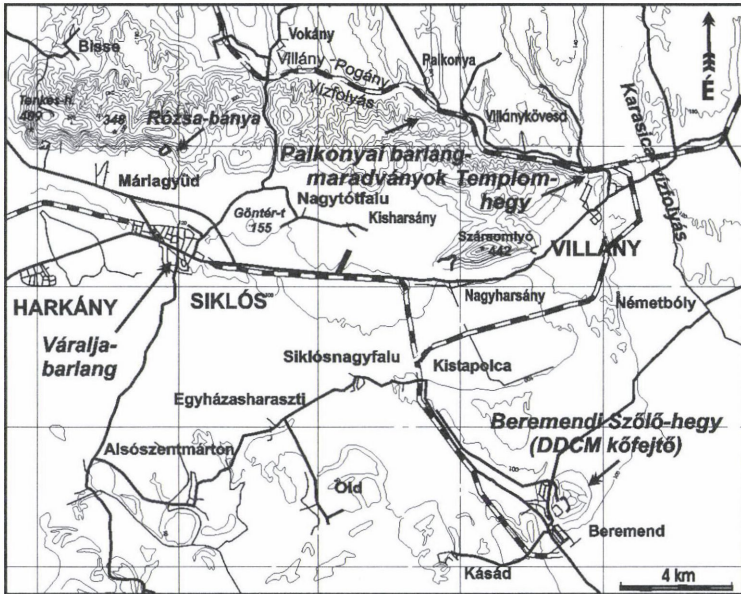 Bisse
Vokány
Villány-Pogány
Vízfolyás
Palkonya
É
Tenkes-h.
489
348
Rózsa-bánya
Villánykövesd
Karasica vízfolyás
Máriagyüd
Palkonyai barlang-
maradványok
Templom-
hegy
Nagytótfalu
Göntér-t
155
Kisharsány
Szársomlyó
442
VILLÁNY
HARKÁNY
SIKLÓS
Nagyharsány
Németbóly
Váralja-
barlang
Siklósnagyfalu
Kistapolca
Egyházasharaszti
Beremendi Szőlő-hegy
(DDCM kőfejtő)
Alsószentmárton
Old
100
Beremend
Kásád
4 km